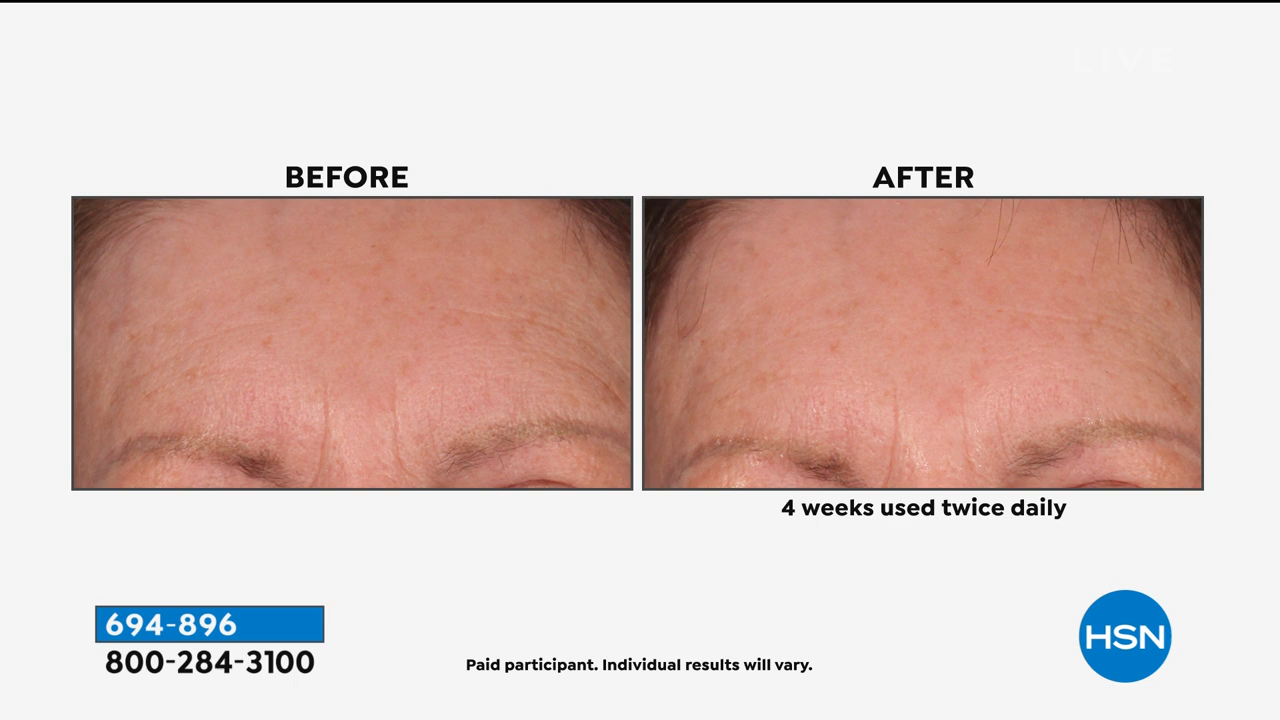 LIVE
BEFORE
AFTER
4 weeks used twice daily
694-896
800-284-3100
Paid participant. Individual results will vary.
HSN